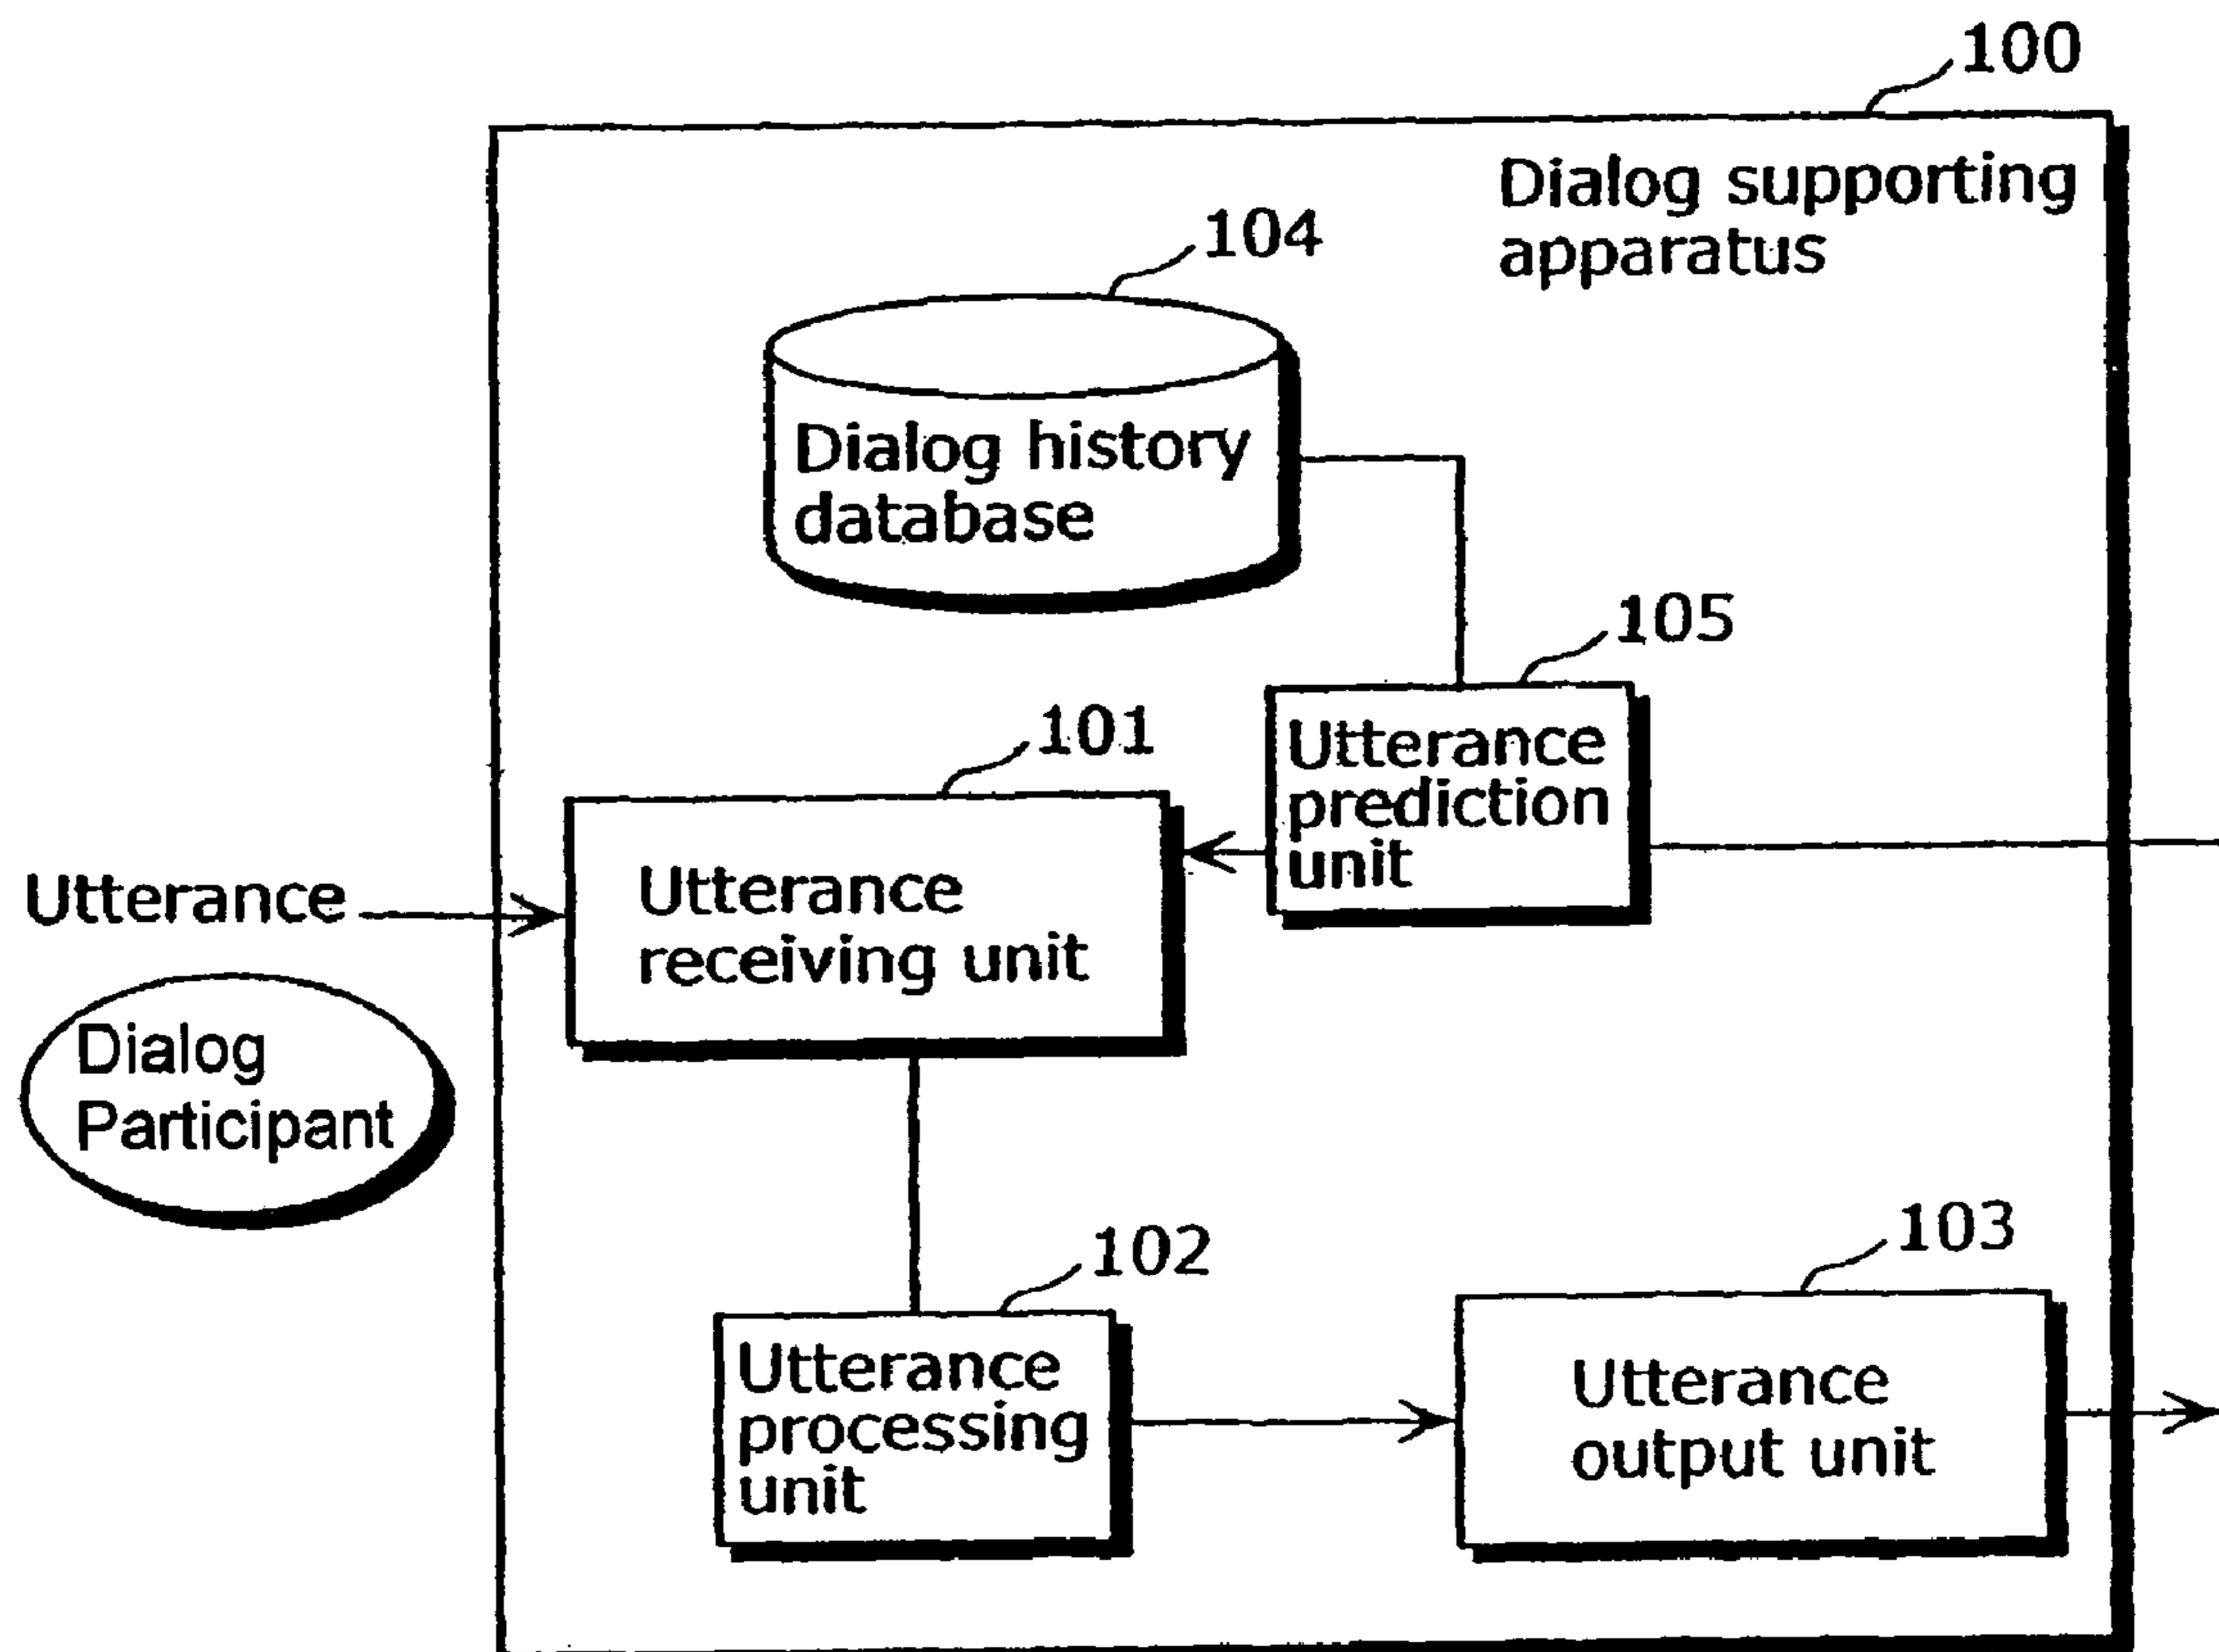 100
Dialog supporting
apparatus
104
Dialog history
database
105
Utterance
prediction
unit
101
Utterance
receiving unit
Utterance
Dialog
Participant
102
Utterance
processing
unit
103
Utterance
output unit